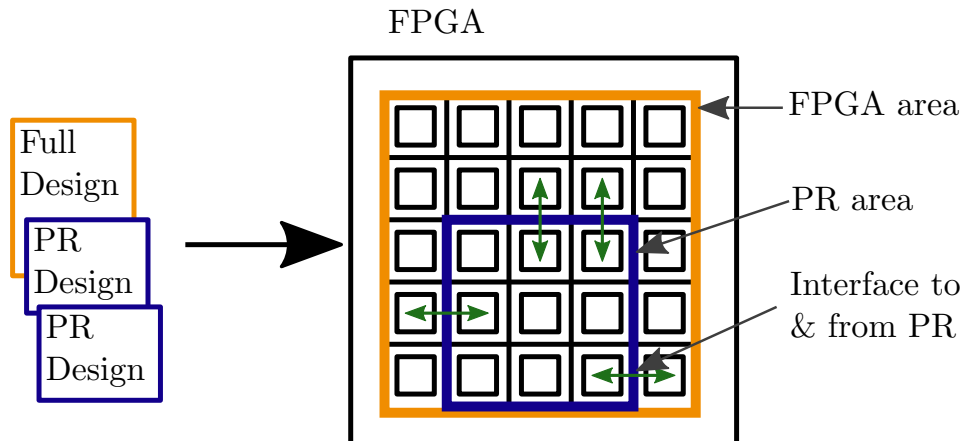 FPGA
Full
Design
PR
Design
PR
Design
FPGA area
PR area
Interface to
& from PR